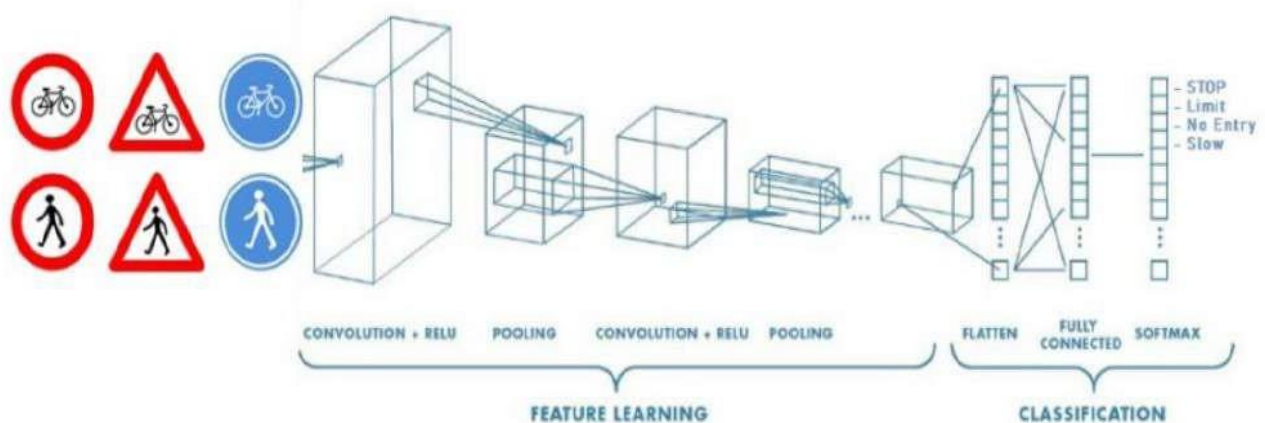 - STOP
- Limit
- No Entry
- Slow
CONVOLUTION + RELU POOLING CONVOLUTION + RELU POOLING FLATTEN FULLY CONNECTED SOFTMAX
FEATURE LEARNING CLASSIFICATION